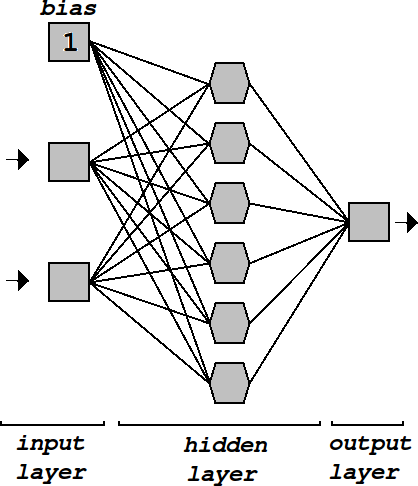 bias
1
input
layer
hidden
layer
output
layer